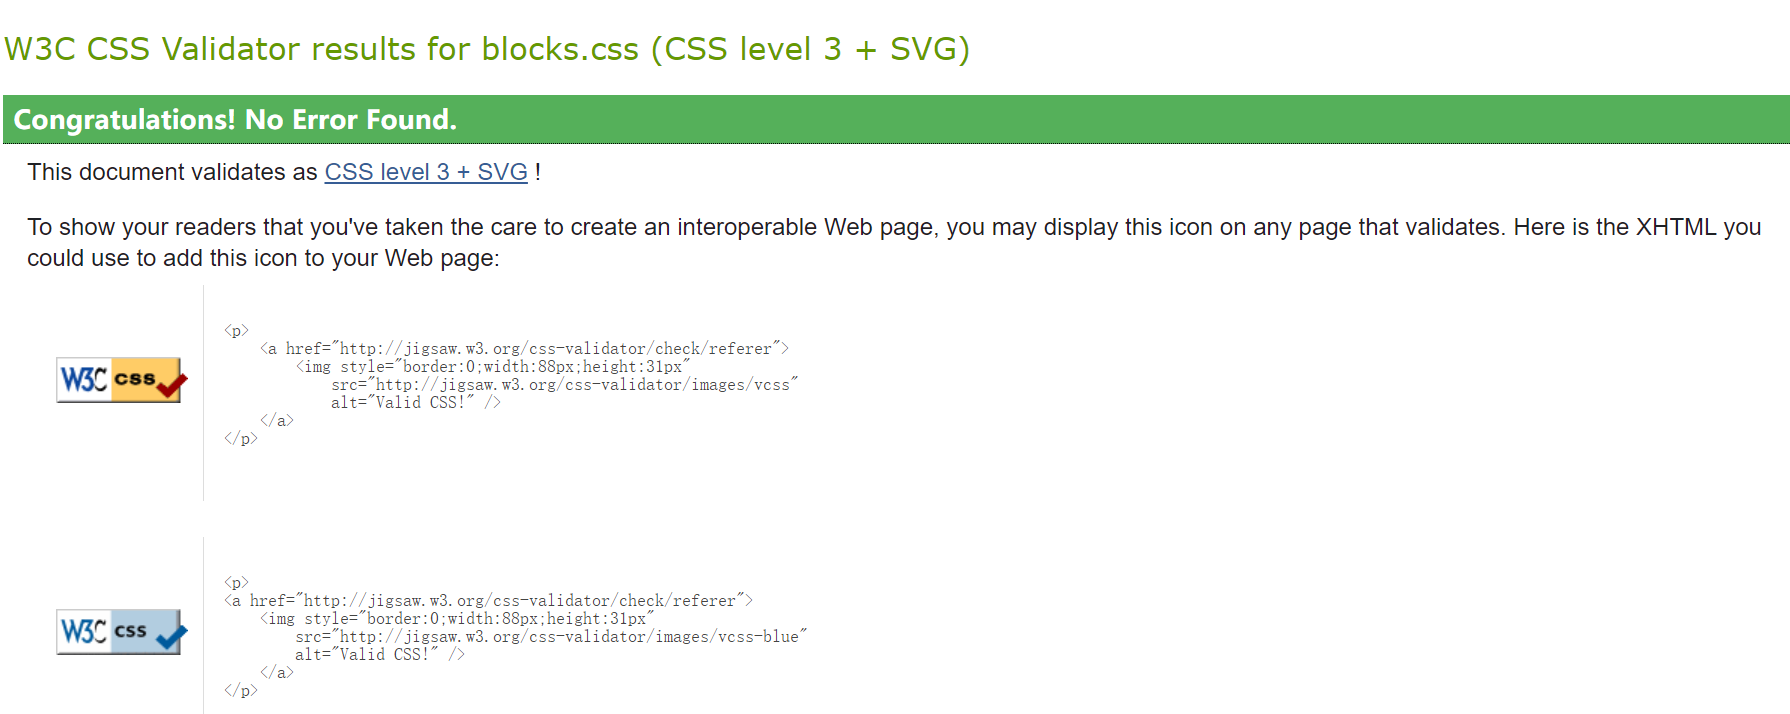 W3C CSS Validator results for blocks.css (CSS level 3 + SVG)
Congratulations! No Error Found.
This document validates as CSS level 3 + SVG !
To show your readers that you've taken the care to create an interoperable Web page, you may display this icon on any page that validates. Here is the XHTML you
could use to add this icon to your Web page:
W3C css
<p>
<a href="http://jigsaw.w3.org/css-validator/check/referer">
<img style="border:0;width:88px;height:31px"
src="http://jigsaw.w3.org/css-validator/images/vcss"
alt="Valid CSS!" />
</a>
</p>
W3C css
<p>
<a href="http://jigsaw.w3.org/css-validator/check/referer">
<img style="border:0;width:88px;height:31px"
src="http://jigsaw.w3.org/css-validator/images/vcss-blue"
alt="Valid CSS!" />
</a>
</p>